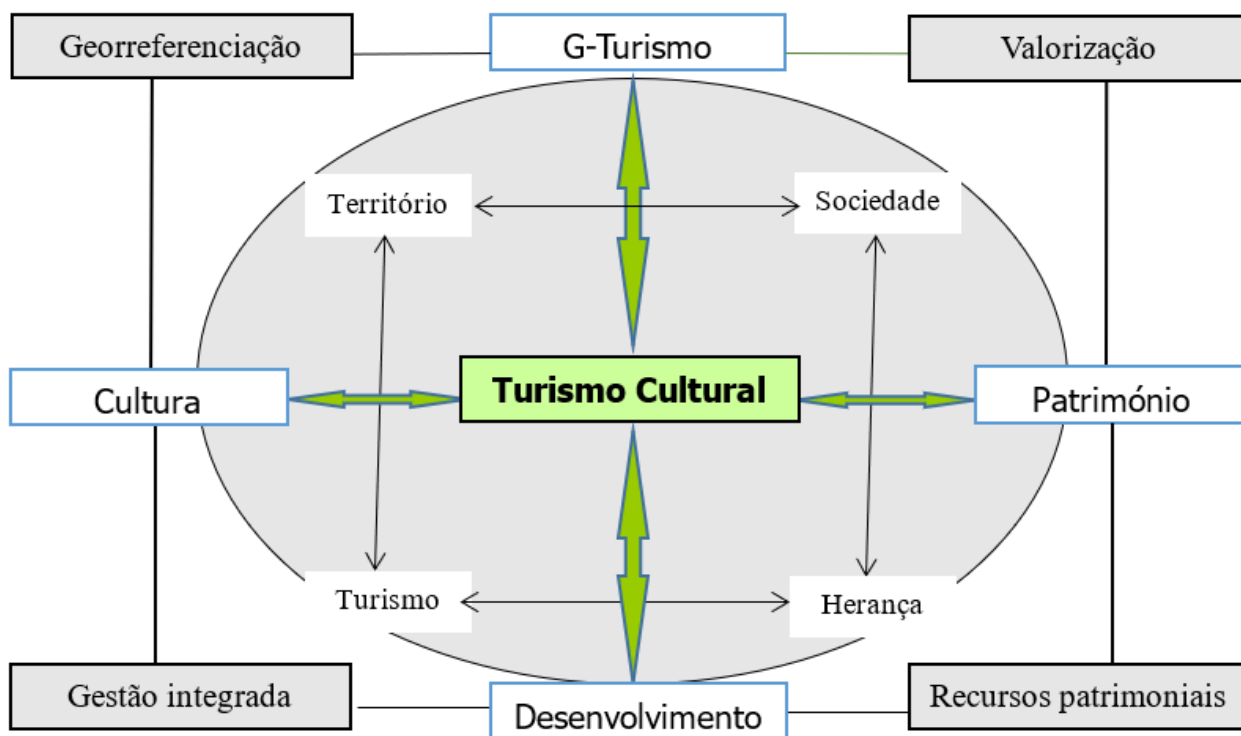 Georreferenciação
G-Turismo
Valorização
Território
Sociedade
Cultura
Turismo Cultural
Património
Turismo
Herança
Gestão integrada
Desenvolvimento
Recursos patrimoniais